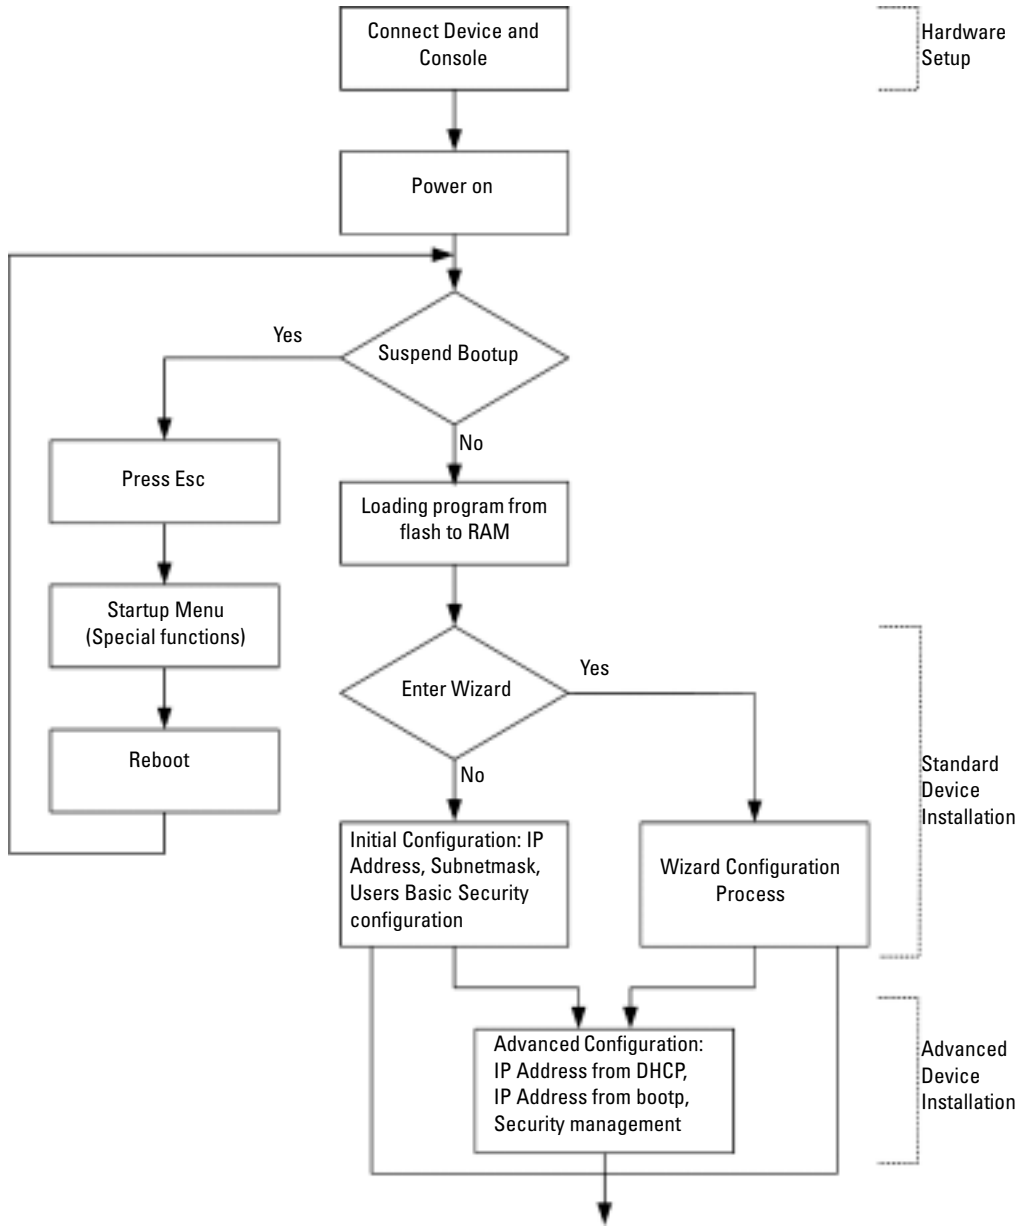 Connect Device and
Console
Hardware
Setup
Power on
Yes
Suspend Bootup
No
Press Esc
Loading program from
flash to RAM
Startup Menu
(Special functions)
Yes
Enter Wizard
Reboot
No
Standard
Device
Installation
Initial Configuration: IP
Address, Subnetmask,
Users Basic Security
configuration
Wizard Configuration
Process
Advanced Configuration:
IP Address from DHCP,
IP Address from bootp,
Security management
Advanced
Device
Installation